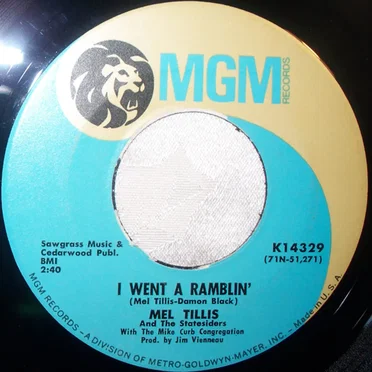 MGM
RECORDS
Sawgrass Music &
Cedarwood Publ.
BMI
2:40
K14329
(71N-51,271)
I WENT A RAMBLIN'
(Mel Tillis-Damon Black)
MEL TILLIS
And The Statesiders
With The Mike Curb Congregation
Prod. by Jim Vienneau
MGM RECORDS - A DIVISION OF METRO-GOLDWYN-MAYER, INC. - MADE IN U.S.A.